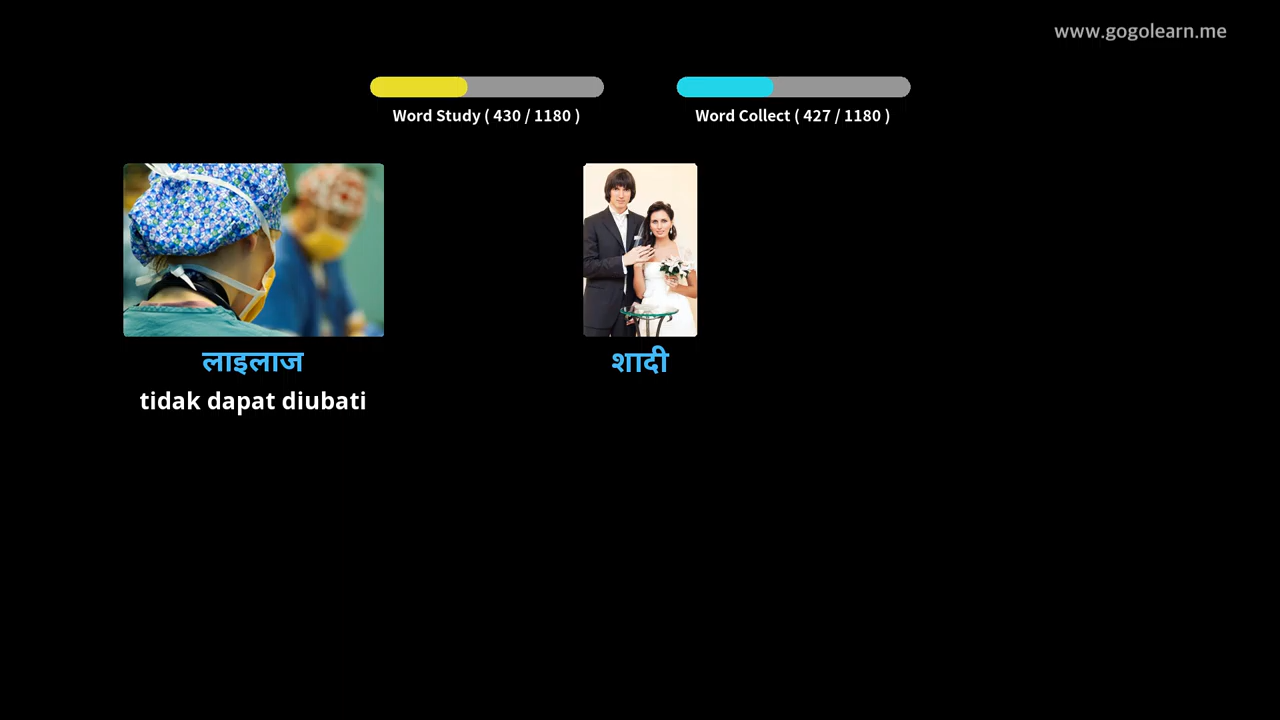 www.gogolearn.me
Word Study ( 430 / 1180 )
Word Collect ( 427 / 1180 )
लाइलाज
tidak dapat diubati
शादी